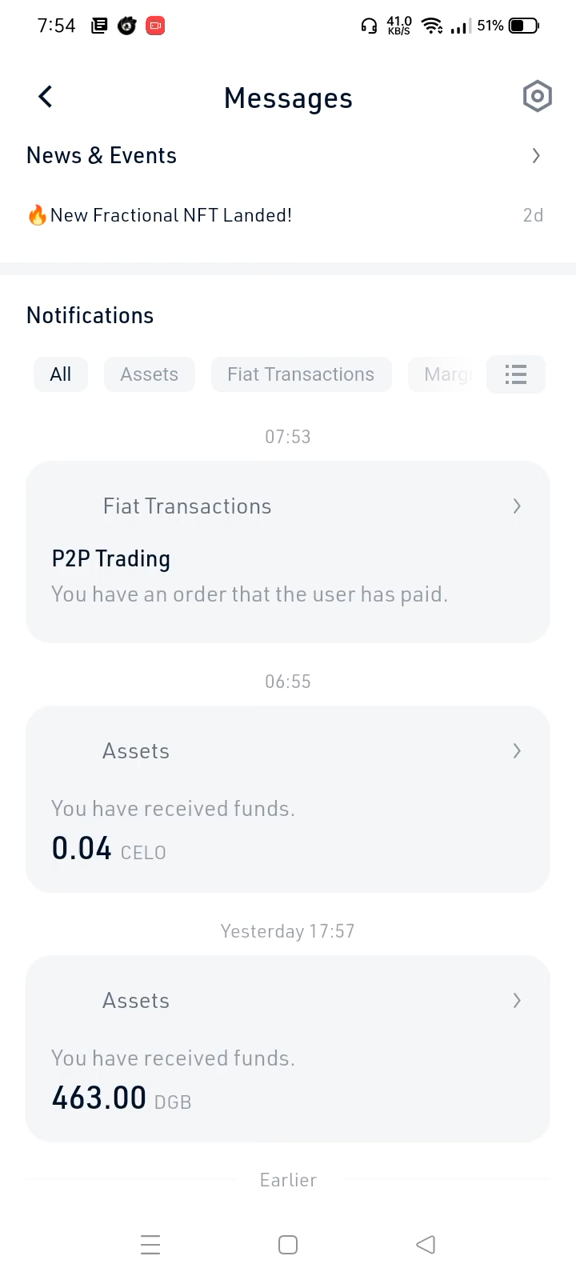 7:54 41.0 KB/S 51%
Messages
News & Events
🔥New Fractional NFT Landed! 2d
Notifications
All Assets Fiat Transactions Marg
07:53
Fiat Transactions
P2P Trading
You have an order that the user has paid.
06:55
Assets
You have received funds.
0.04 CELO
Yesterday 17:57
Assets
You have received funds.
463.00 DGB
Earlier